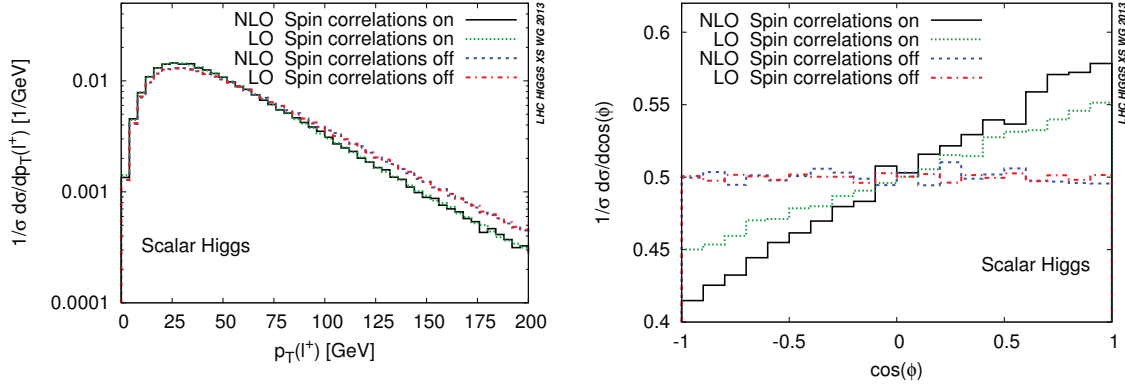 NLO Spin correlations on
LO Spin correlations on
NLO Spin correlations off
LO Spin correlations off
LHC HIGGS XS WG 2013
1/σ dσ/dp_T(l⁺) [1/GeV]
0.01
0.001
0.0001
Scalar Higgs
0 25 50 75 100 125 150 175 200
p_T(l⁺) [GeV]
NLO Spin correlations on
LO Spin correlations on
NLO Spin correlations off
LO Spin correlations off
LHC HIGGS XS WG 2013
1/σ dσ/dcos(ϕ)
0.6
0.55
0.5
0.45
0.4
Scalar Higgs
-1 -0.5 0 0.5 1
cos(ϕ)